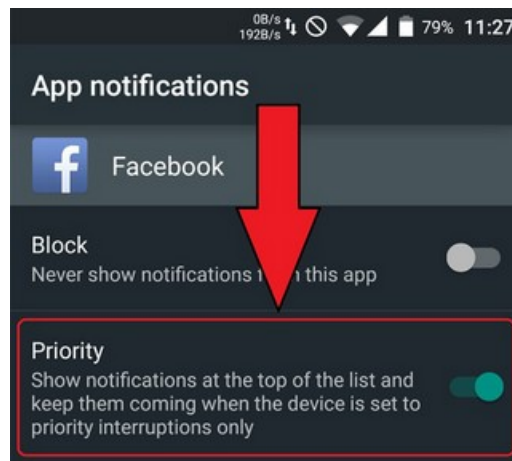 0B/s
192B/s 79% 11:27
App notifications
f Facebook
Block
Never show notifications from this app
Priority
Show notifications at the top of the list and
keep them coming when the device is set to
priority interruptions only